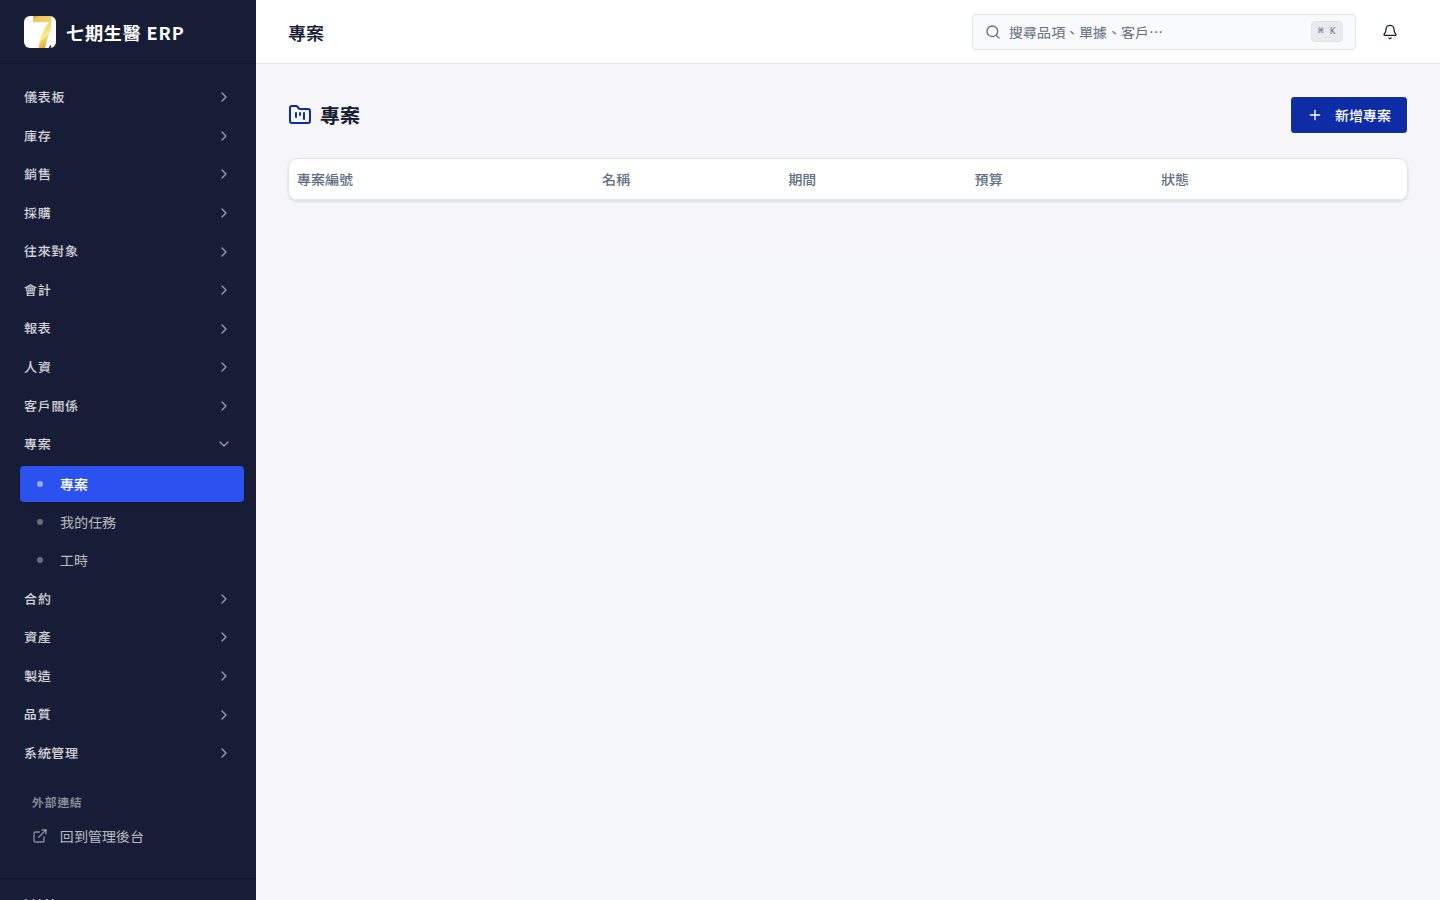 七期生醫 ERP
專案
搜尋品項、單據、客戶…
⌘ K
儀表板
庫存
銷售
採購
往來對象
會計
報表
人資
客戶關係
專案
專案
我的任務
工時
合約
資產
製造
品質
系統管理
外部連結
回到管理後台
專案
新增專案
專案編號 名稱 期間 預算 狀態